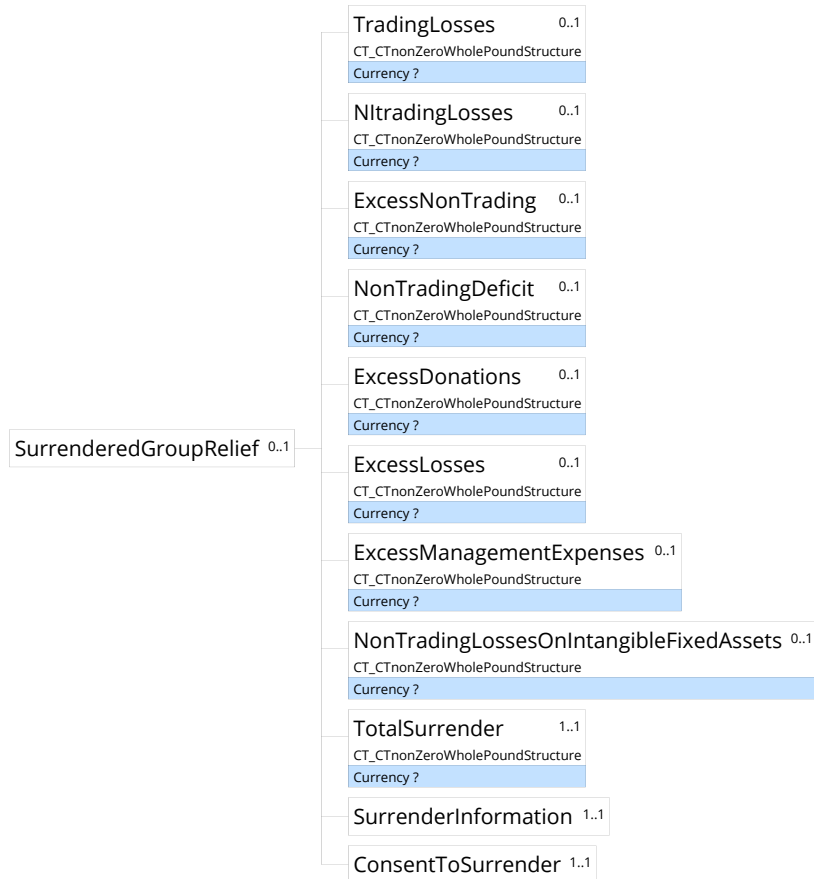 TradingLosses 0..1
CT_CTnonZeroWholePoundStructure
Currency ?
NItradingLosses 0..1
CT_CTnonZeroWholePoundStructure
Currency ?
ExcessNonTrading 0..1
CT_CTnonZeroWholePoundStructure
Currency ?
NonTradingDeficit 0..1
CT_CTnonZeroWholePoundStructure
Currency ?
ExcessDonations 0..1
CT_CTnonZeroWholePoundStructure
Currency ?
SurrenderedGroupRelief 0..1
ExcessLosses 0..1
CT_CTnonZeroWholePoundStructure
Currency ?
ExcessManagementExpenses 0..1
CT_CTnonZeroWholePoundStructure
Currency ?
NonTradingLossesOnIntangibleFixedAssets 0..1
CT_CTnonZeroWholePoundStructure
Currency ?
TotalSurrender 1..1
CT_CTnonZeroWholePoundStructure
Currency ?
SurrenderInformation 1..1
ConsentToSurrender 1..1